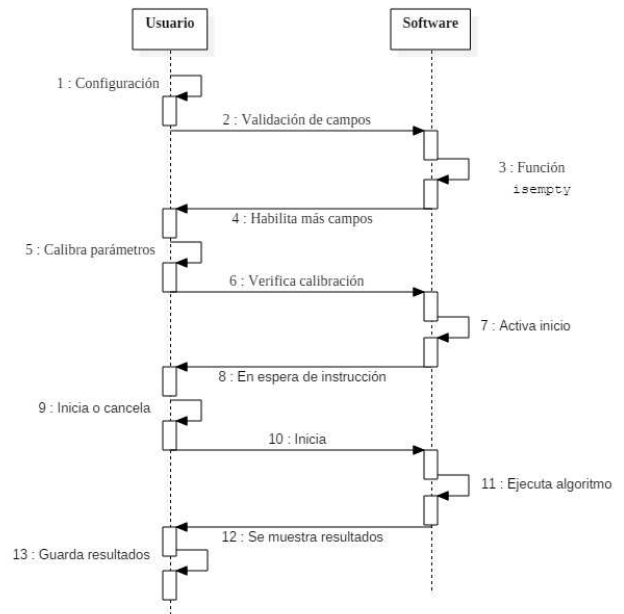 Usuario
Software
1 : Configuración
2 : Validación de campos
3 : Función
isempty
4 : Habilita más campos
5 : Calibra parámetros
6 : Verifica calibración
7 : Activa inicio
8 : En espera de instrucción
9 : Inicia o cancela
10 : Inicia
11 : Ejecuta algoritmo
12 : Se muestra resultados
13 : Guarda resultados